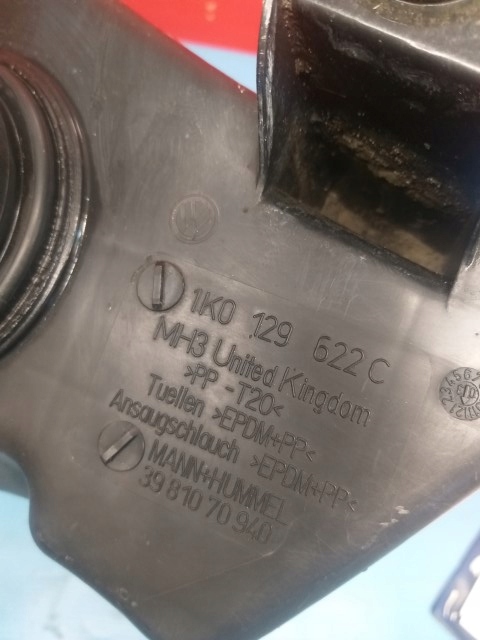 1K0 129 622 C
MH3 United Kingdom
>PP -T20<
Tuellen >EPDM+PP<
Ansaugschlauch >EPDM+PP<
MANN+HUMMEL
39 810 70 940